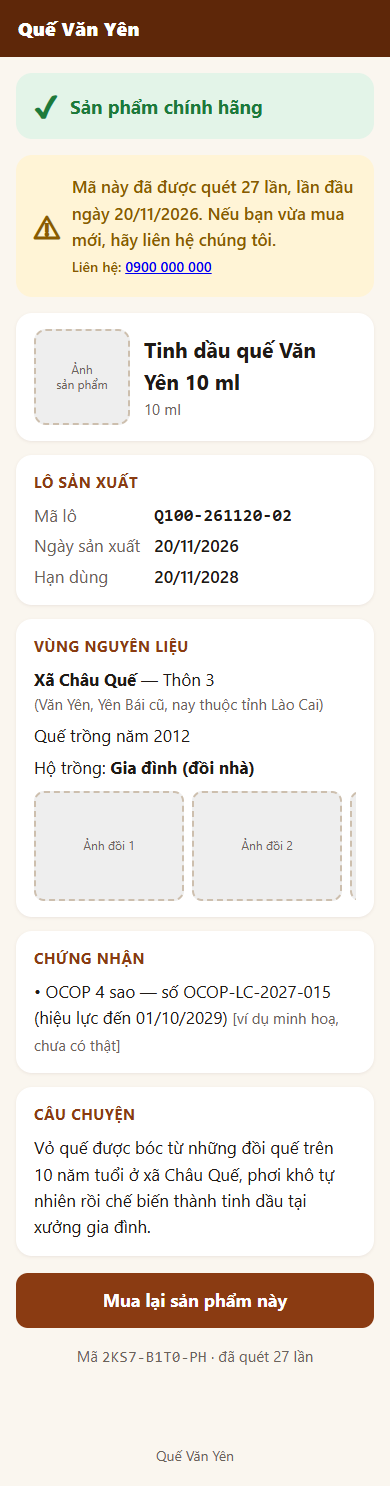 Quế Văn Yên
Sản phẩm chính hãng
Mã này đã được quét 27 lần, lần đầu
ngày 20/11/2026. Nếu bạn vừa mua
mới, hãy liên hệ chúng tôi.
Liên hệ: 0900 000 000
Ảnh
sản phẩm
Tinh dầu quế Văn
Yên 10 ml
10 ml
LÔ SẢN XUẤT
Mã lô Q100-261120-02
Ngày sản xuất 20/11/2026
Hạn dùng 20/11/2028
VÙNG NGUYÊN LIỆU
Xã Châu Quế — Thôn 3
(Văn Yên, Yên Bái cũ, nay thuộc tỉnh Lào Cai)
Quế trồng năm 2012
Hộ trồng: Gia đình (đồi nhà)
Ảnh đồi 1
Ảnh đồi 2
CHỨNG NHẬN
• OCOP 4 sao — số OCOP-LC-2027-015
(hiệu lực đến 01/10/2029) [ví dụ minh hoạ,
chưa có thật]
CÂU CHUYỆN
Vỏ quế được bóc từ những đồi quế trên
10 năm tuổi ở xã Châu Quế, phơi khô tự
nhiên rồi chế biến thành tinh dầu tại
xưởng gia đình.
Mua lại sản phẩm này
Mã 2KS7-B1T0-PH · đã quét 27 lần
Quế Văn Yên